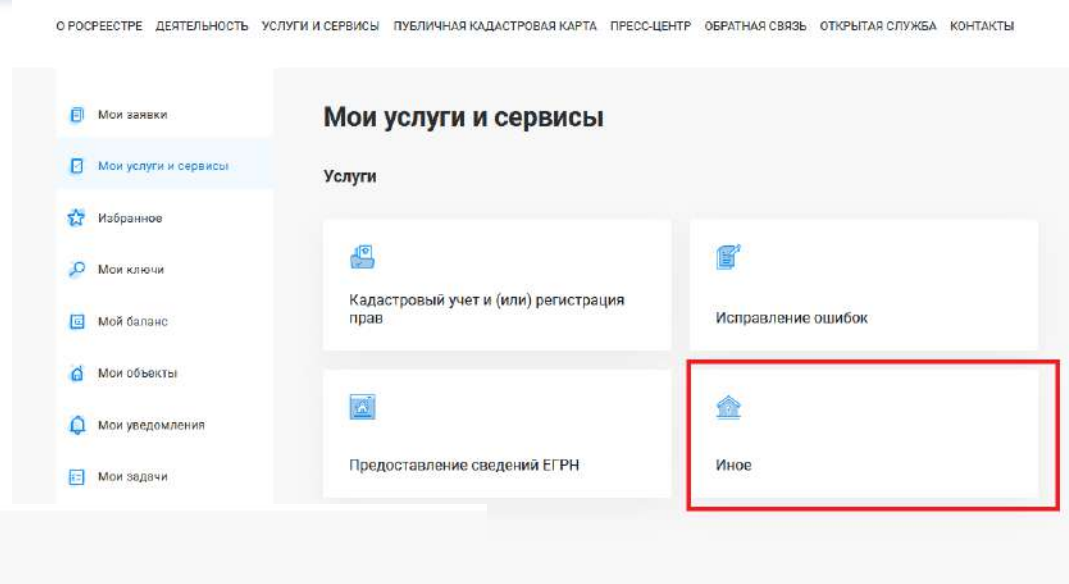 О РОСРЕЕСТРЕ ДЕЯТЕЛЬНОСТЬ УСЛУГИ И СЕРВИСЫ ПУБЛИЧНАЯ КАДАСТРОВАЯ КАРТА ПРЕСС-ЦЕНТР ОБРАТНАЯ СВЯЗЬ ОТКРЫТАЯ СЛУЖБА КОНТАКТЫ
Мои заявки
Мои услуги и сервисы
Избранное
Мои ключи
Мой баланс
Мои объекты
Мои уведомления
Мои задачи
Мои услуги и сервисы
Услуги
Кадастровый учет и (или) регистрация
прав
Исправление ошибок
Предоставление сведений ЕГРН
Иное